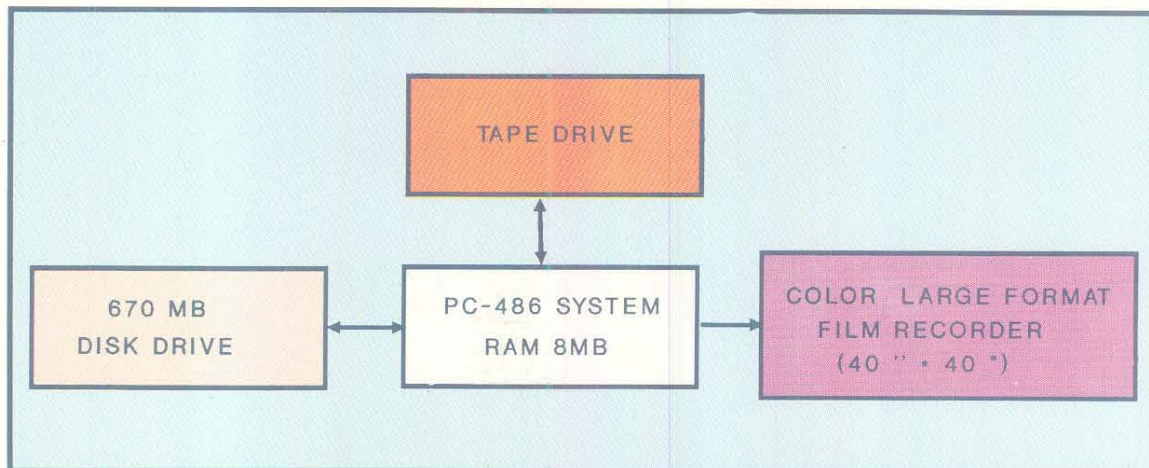 TAPE DRIVE
670 MB
DISK DRIVE
PC-486 SYSTEM
RAM 8MB
COLOR LARGE FORMAT
FILM RECORDER
(40 " * 40 ")